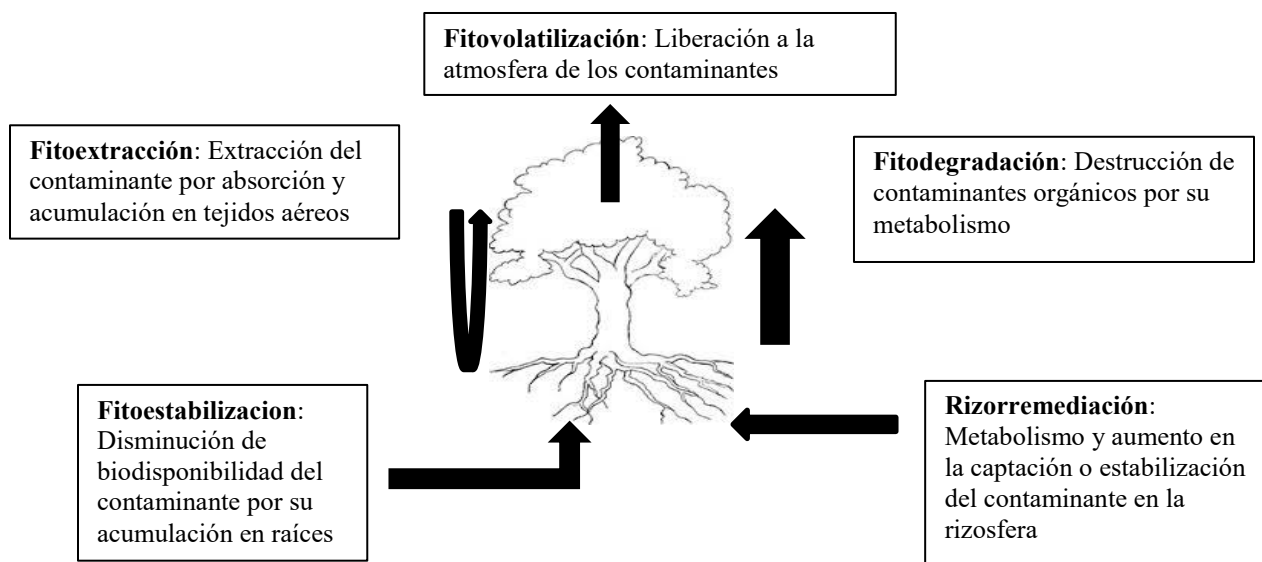 Fitovolatilización: Liberación a la
atmosfera de los contaminantes
Fitoextracción: Extracción del
contaminante por absorción y
acumulación en tejidos aéreos
Fitodegradación: Destrucción de
contaminantes orgánicos por su
metabolismo
Fitoestabilizacion:
Disminución de
biodisponibilidad del
contaminante por su
acumulación en raíces
Rizorremediación:
Metabolismo y aumento en
la captación o estabilización
del contaminante en la
rizosfera